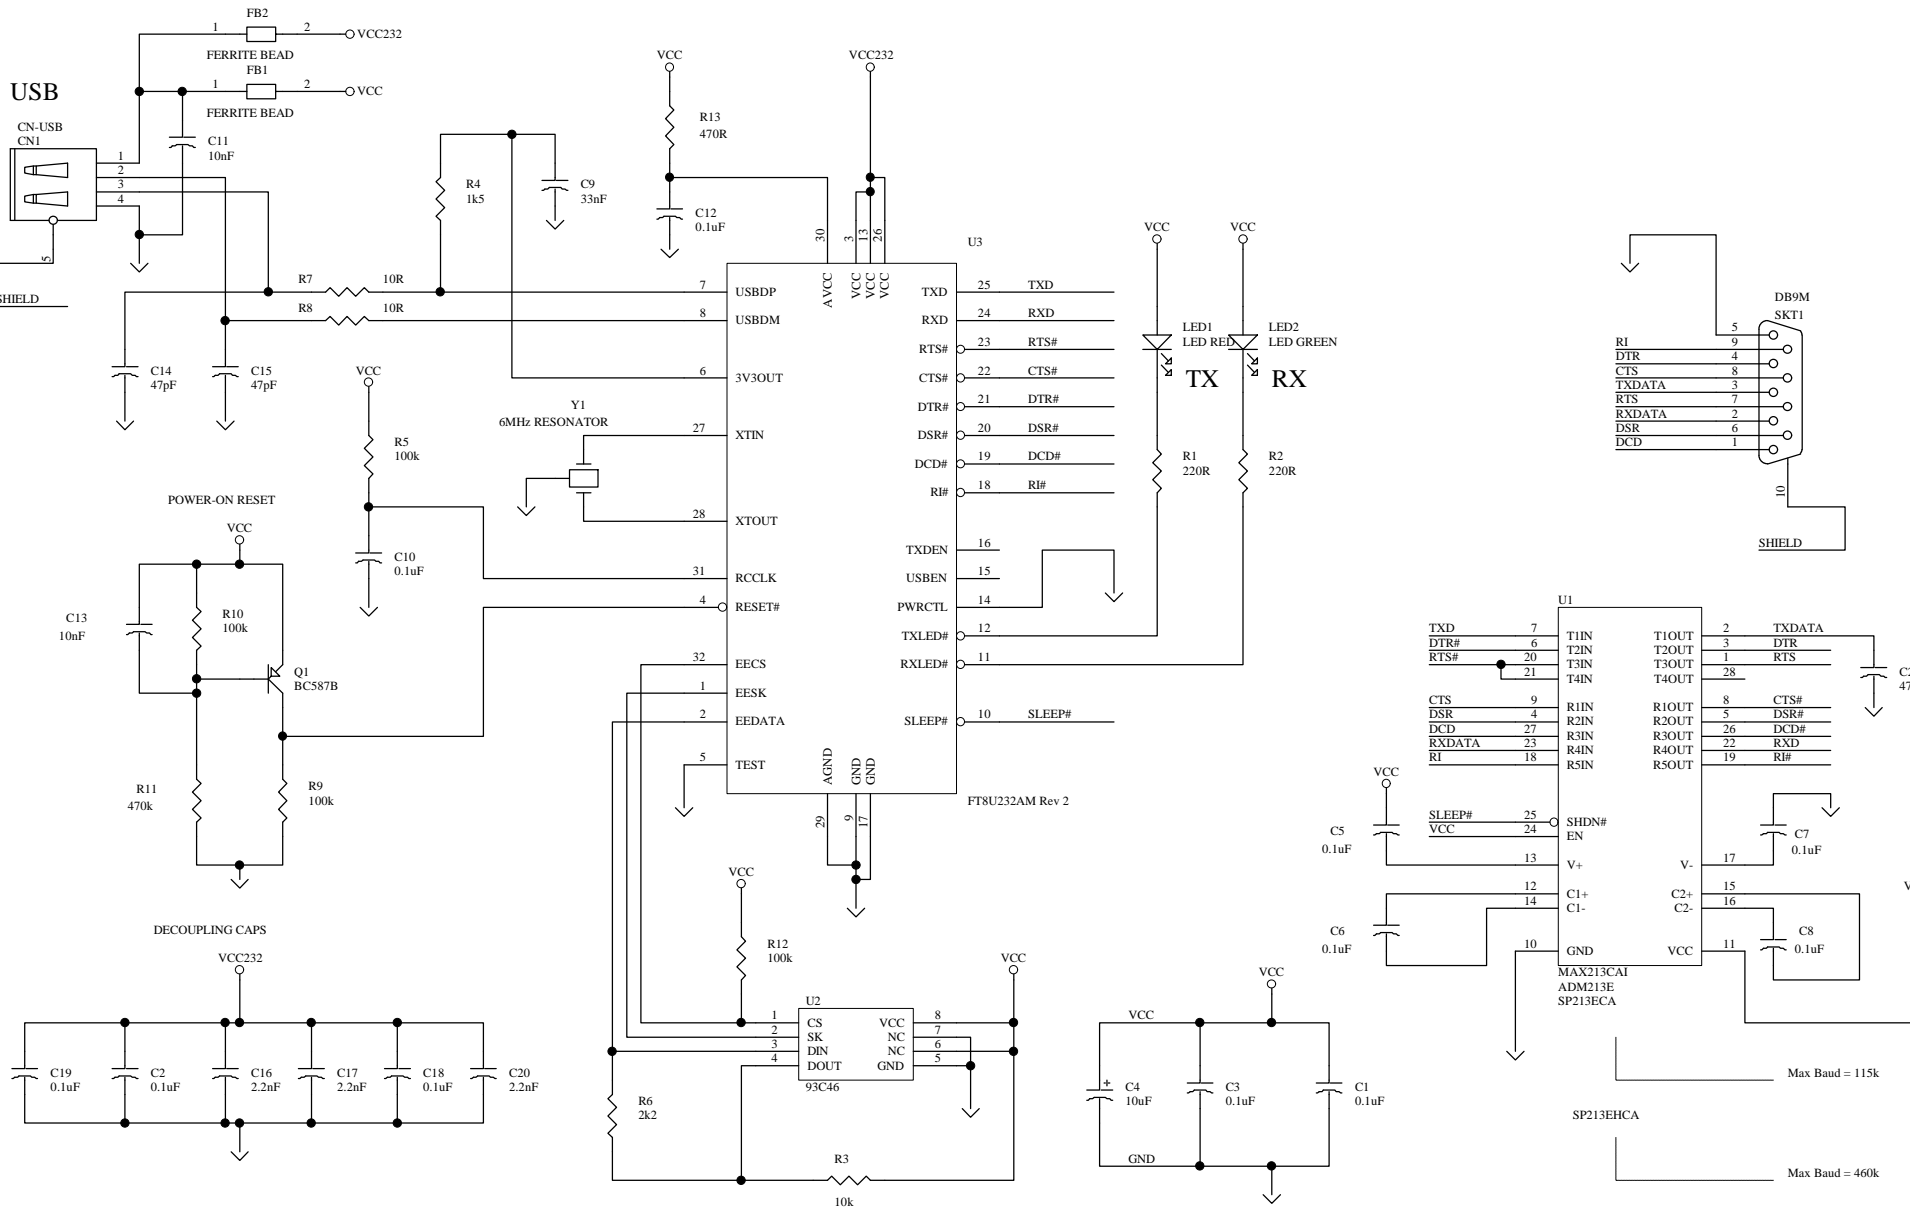 FB2
1 2 VCC232
FERRITE BEAD
FB1
1 2 VCC
FERRITE BEAD
USB
CN-USB
CN1
1
2
3
4
5
SHIELD
C11
10nF
R4
1k5
C9
33nF
VCC
R13
470R
C12
0.1uF
VCC232
R7 10R
R8 10R
C14
47pF
C15
47pF
VCC
R5
100k
C10
0.1uF
Y1
6MHz RESONATOR
POWER-ON RESET
VCC
C13
10nF
R10
100k
Q1
BC587B
R11
470k
R9
100k
U3
30 AVCC
3 VCC
13 VCC
26 VCC
7 USBDP
8 USBDM
6 3V3OUT
27 XTIN
28 XTOUT
31 RCCLK
4 RESET#
32 EECS
1 EESK
2 EEDATA
5 TEST
TXD 25 TXD
RXD 24 RXD
RTS# 23 RTS#
CTS# 22 CTS#
DTR# 21 DTR#
DSR# 20 DSR#
DCD# 19 DCD#
RI# 18 RI#
TXDEN 16
USBEN 15
PWRCTL 14
TXLED# 12
RXLED# 11
SLEEP# 10 SLEEP#
AGND 29
GND 9
GND 17
FT8U232AM Rev 2
VCC
LED1
LED RED
TX
R1
220R
VCC
LED2
LED GREEN
RX
R2
220R
DB9M
SKT1
5
RI 9
DTR 4
CTS 8
TXDATA 3
RTS 7
RXDATA 2
DSR 6
DCD 1
10
SHIELD
U1
TXD 7 T1IN T1OUT 2 TXDATA
DTR# 6 T2IN T2OUT 3 DTR
RTS# 20 T3IN T3OUT 1 RTS
21 T4IN T4OUT 28
CTS 9 R1IN R1OUT 8 CTS#
DSR 4 R2IN R2OUT 5 DSR#
DCD 27 R3IN R3OUT 26 DCD#
RXDATA 23 R4IN R4OUT 22 RXD
RI 18 R5IN R5OUT 19 RI#
SLEEP# 25 SHDN#
VCC 24 EN
13 V+ V- 17
12 C1+ C2+ 15
14 C1- C2- 16
10 GND VCC 11
MAX213CAI
ADM213E
SP213ECA
VCC
C5
0.1uF
C6
0.1uF
C7
0.1uF
C8
0.1uF
Max Baud = 115k
SP213EHCA
Max Baud = 460k
DECOUPLING CAPS
VCC232
C19
0.1uF
C2
0.1uF
C16
2.2nF
C17
2.2nF
C18
0.1uF
C20
2.2nF
VCC
R12
100k
VCC
U2
1 CS VCC 8
2 SK NC 7
3 DIN NC 6
4 DOUT GND 5
93C46
R6
2k2
R3
10k
VCC
VCC
C4
10uF
C3
0.1uF
C1
0.1uF
GND